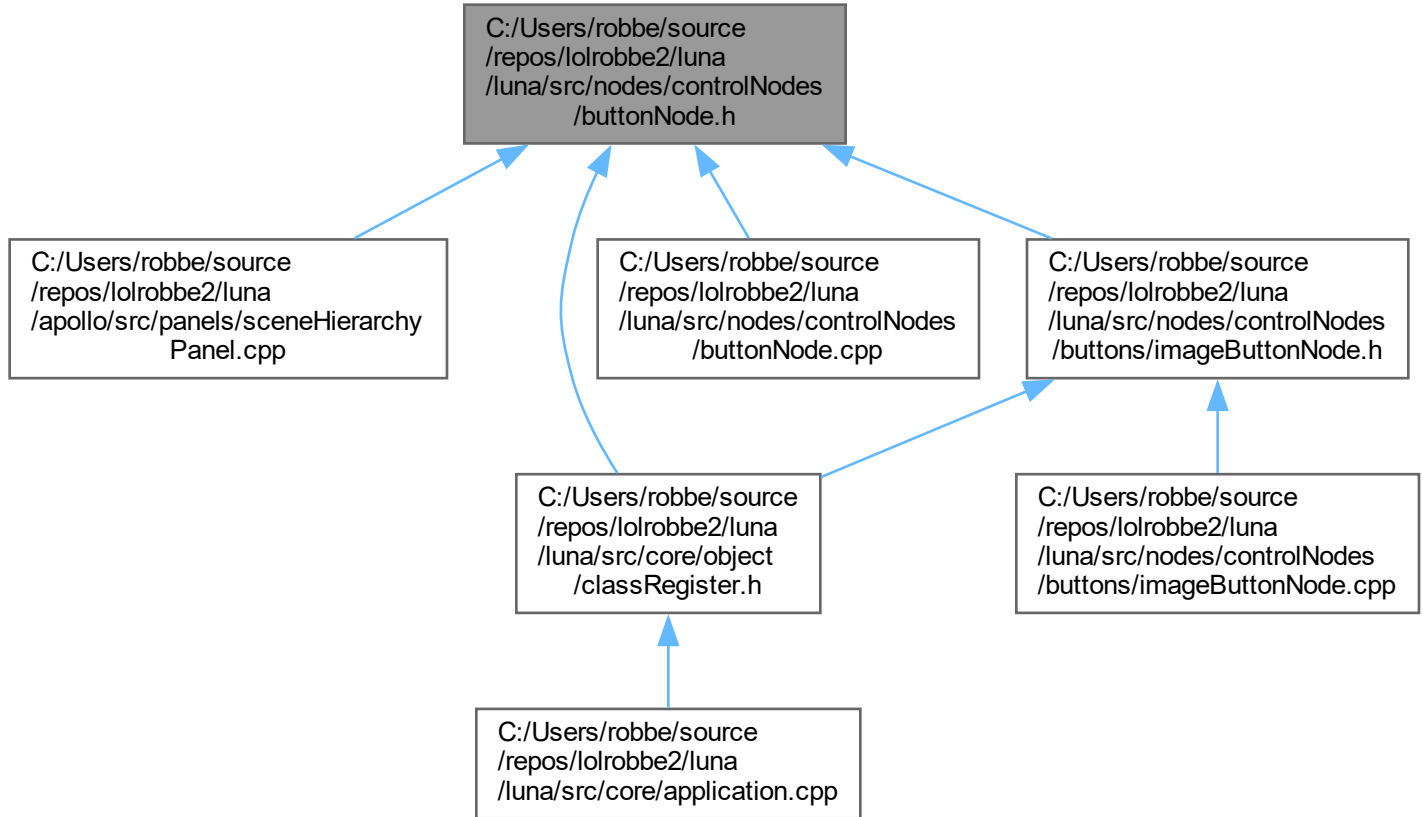 C:/Users/robbe/source
/repos/lolrobbe2/luna
/luna/src/nodes/controlNodes
/buttonNode.h
C:/Users/robbe/source
/repos/lolrobbe2/luna
/apollo/src/panels/sceneHierarchy
Panel.cpp
C:/Users/robbe/source
/repos/lolrobbe2/luna
/luna/src/nodes/controlNodes
/buttonNode.cpp
C:/Users/robbe/source
/repos/lolrobbe2/luna
/luna/src/nodes/controlNodes
/buttons/imageButtonNode.h
C:/Users/robbe/source
/repos/lolrobbe2/luna
/luna/src/core/object
/classRegister.h
C:/Users/robbe/source
/repos/lolrobbe2/luna
/luna/src/nodes/controlNodes
/buttons/imageButtonNode.cpp
C:/Users/robbe/source
/repos/lolrobbe2/luna
/luna/src/core/application.cpp